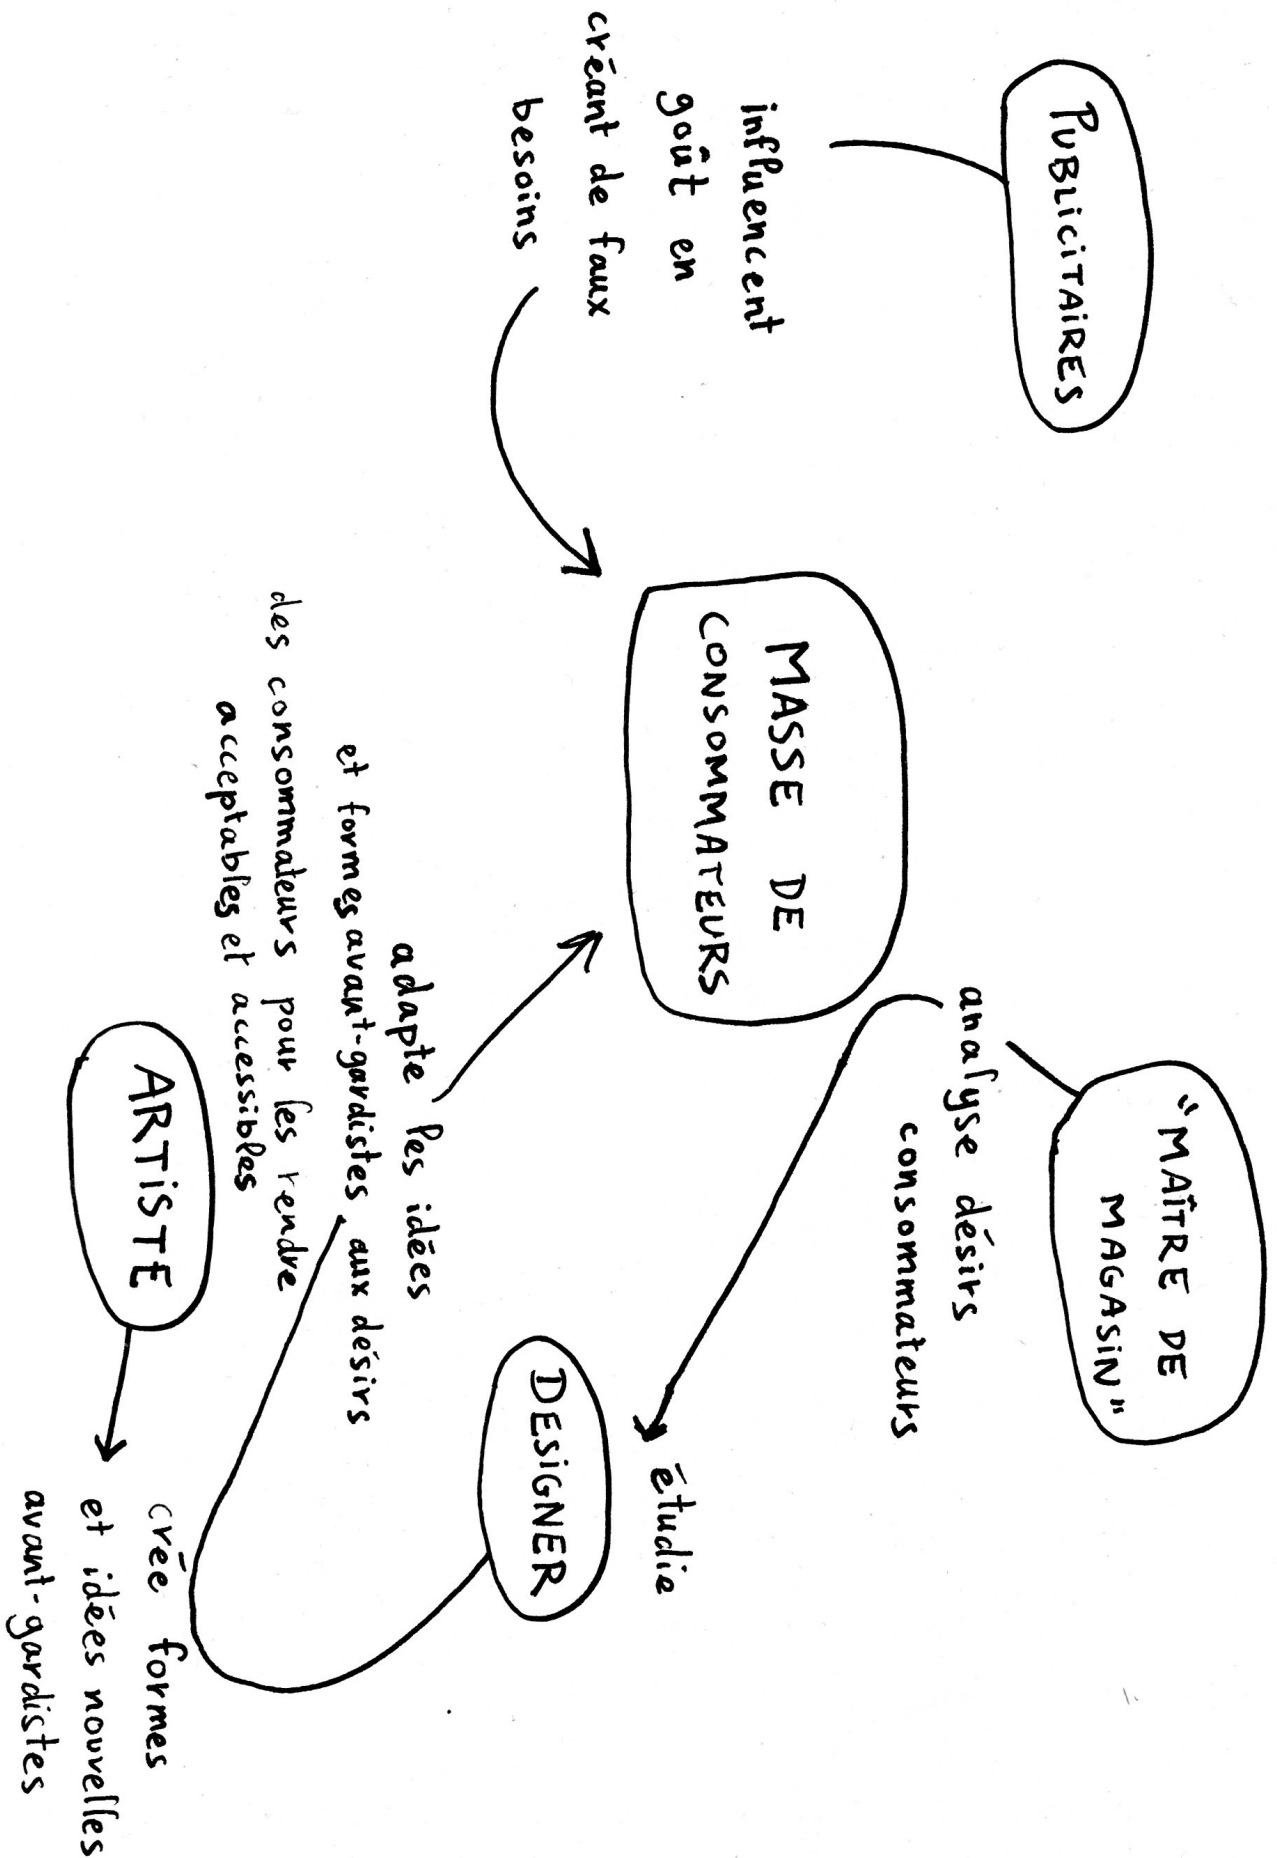 PUBLICITAIRES
influencent
goût en
créant de faux
besoins
MASSE DE
CONSOMMATEURS
"MAÎTRE DE
MAGASIN"
analyse désirs
consommateurs
étudie
DESIGNER
adapte les idées
et formes avant-gardistes aux désirs
des consommateurs pour les rendre
acceptables et accessibles
ARTISTE
crée formes
et idées nouvelles
avant-gardistes